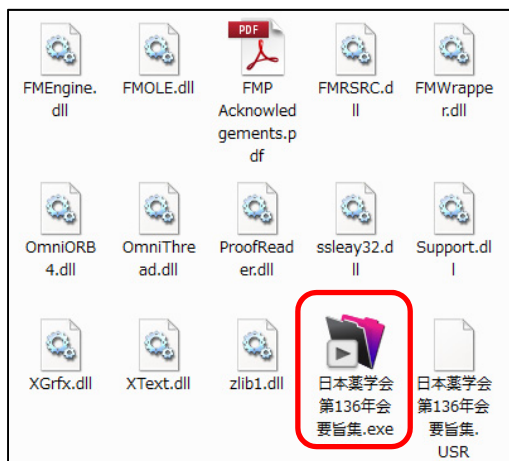 PDF
FMEngine.
dll
FMOLE.dll
FMP
Acknowled
gements.p
df
FMRSRC.d
ll
FMWrappe
r.dll
OmniORB
4.dll
OmniThre
ad.dll
ProofRead
er.dll
ssleay32.d
ll
Support.dl
l
XGrfx.dll
XText.dll
zlib1.dll
日本薬学会
第136年会
要旨集.exe
日本薬学会
第136年会
要旨集.
USR